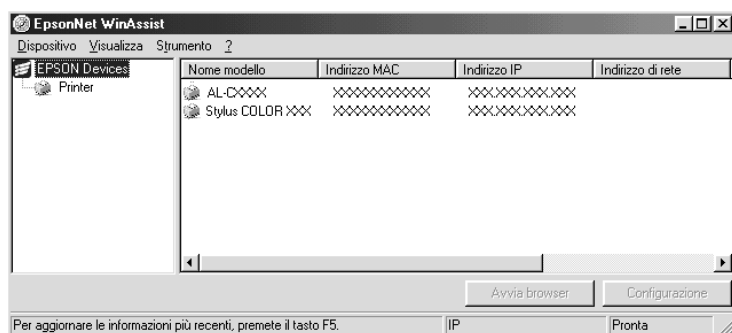 EpsonNet WinAssist
Dispositivo Visualizza Strumento ?
EPSON Devices
Printer
Nome modello Indirizzo MAC Indirizzo IP Indirizzo di rete
AL-CXXXX XXXXXXXXXXXX XXX.XXX.XXX.XXX
Stylus COLOR XXX XXXXXXXXXXXX XXX.XXX.XXX.XXX
Avvia browser Configurazione
Per aggiornare le informazioni più recenti, premete il tasto F5. IP Pronta